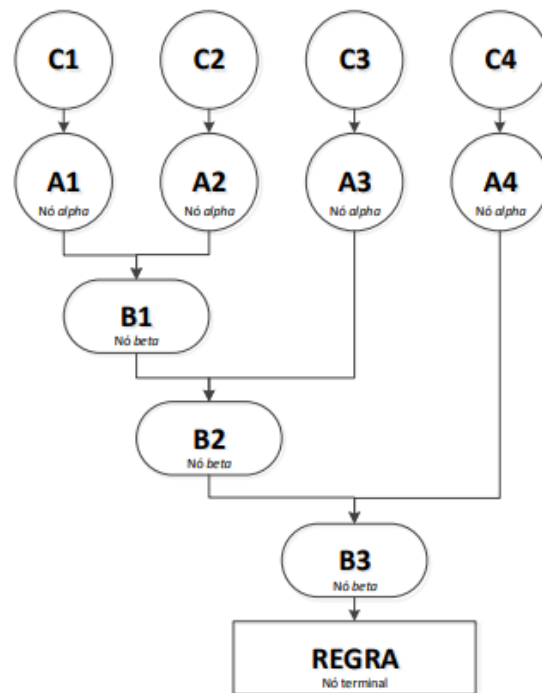 C1
C2
C3
C4
A1
Nó alpha
A2
Nó alpha
A3
Nó alpha
A4
Nó alpha
B1
Nó beta
B2
Nó beta
B3
Nó beta
REGRA
Nó terminal